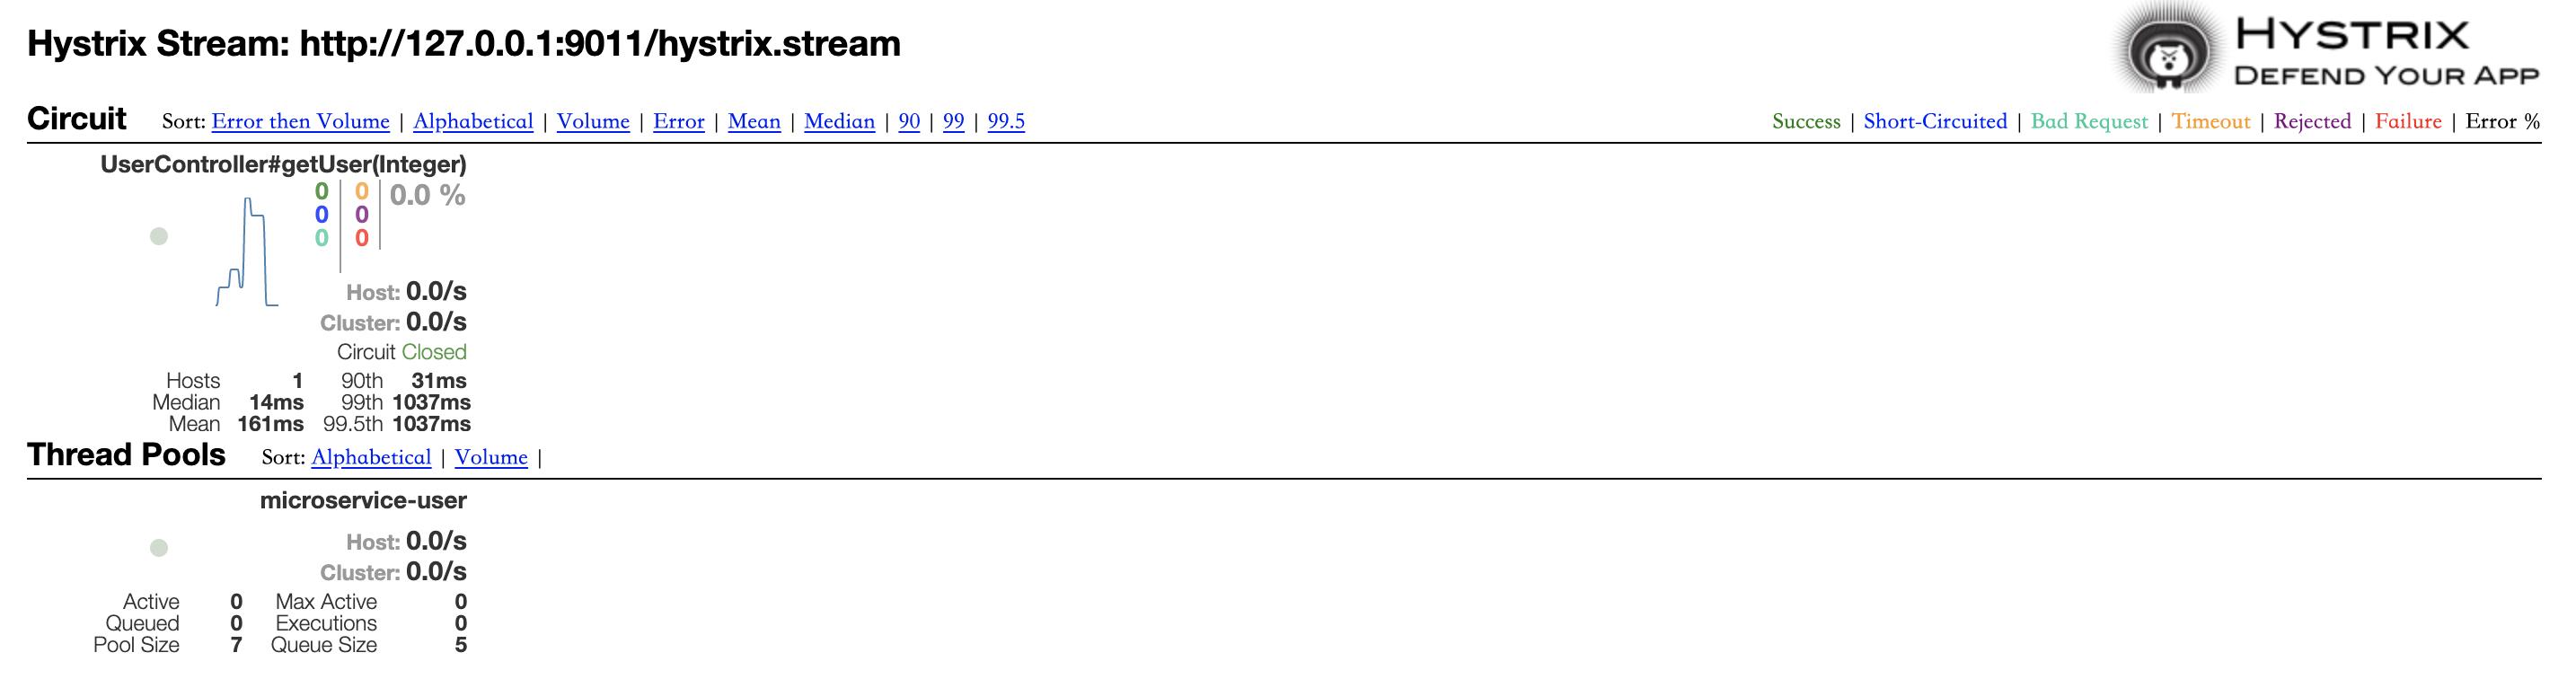 Hystrix Stream: http://127.0.0.1:9011/hystrix.stream
HYSTRIX
DEFEND YOUR APP
Circuit Sort: Error then Volume | Alphabetical | Volume | Error | Mean | Median | 90 | 99 | 99.5
Success | Short-Circuited | Bad Request | Timeout | Rejected | Failure | Error %
UserController#getUser(Integer)
0 0 0.0 %
0 0
0 0
Host: 0.0/s
Cluster: 0.0/s
Circuit Closed
Hosts 1 90th 31ms
Median 14ms 99th 1037ms
Mean 161ms 99.5th 1037ms
Thread Pools Sort: Alphabetical | Volume |
microservice-user
Host: 0.0/s
Cluster: 0.0/s
Active 0 Max Active 0
Queued 0 Executions 0
Pool Size 7 Queue Size 5